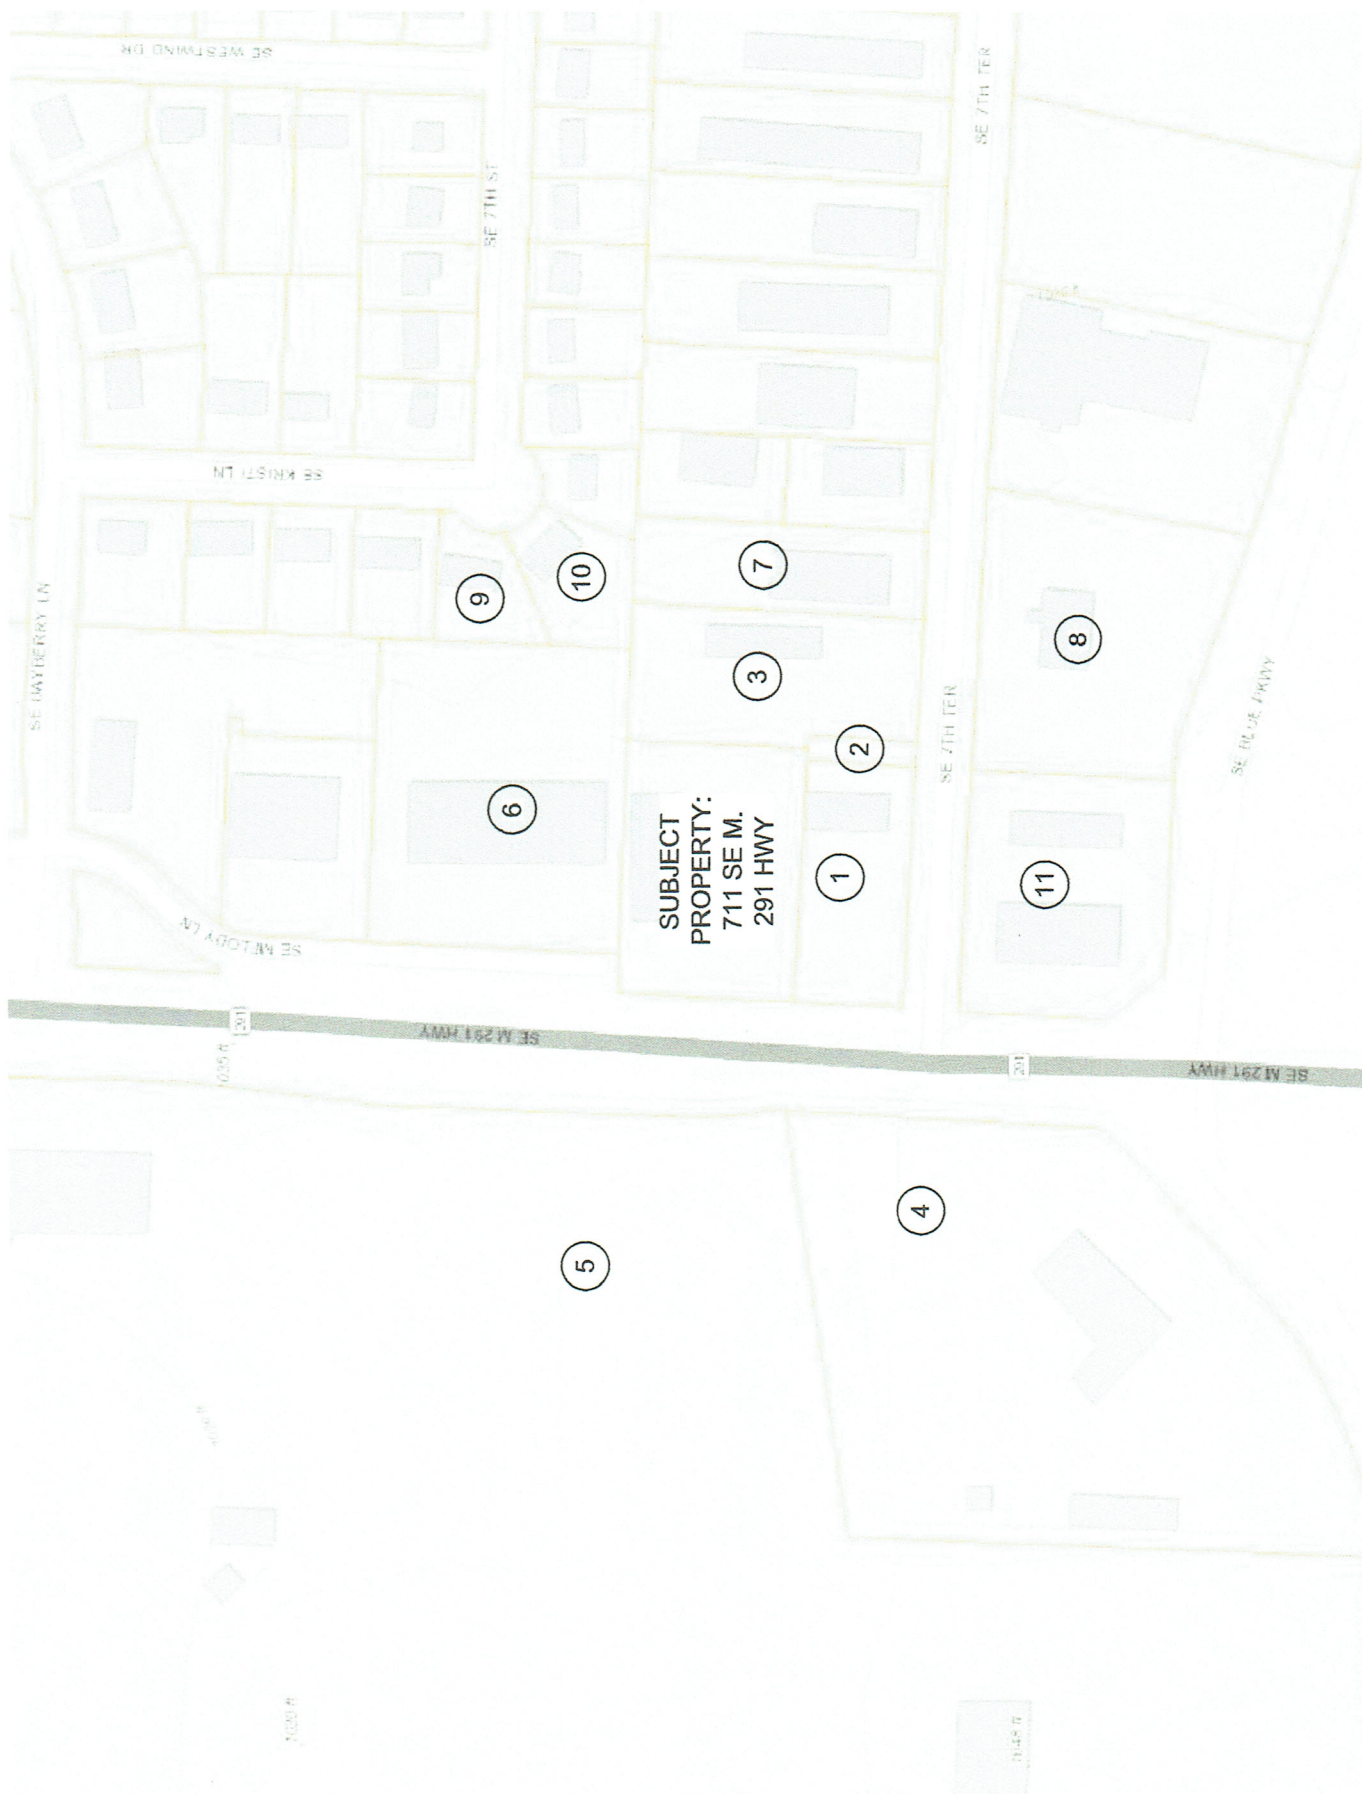 SE WESTWIND DR
SE 7TH ST
SE 7TH TER
SE KRISTI LN
SE BAYBERRY LN
9
10
7
3
8
2
6
SE 7TH TER
SE BLUE PKWY
SUBJECT
PROPERTY:
711 SE M.
291 HWY
1
11
SE MELODY LN
291
SE M 291 HWY
291
SE M 291 HWY
4
5
1020 ft